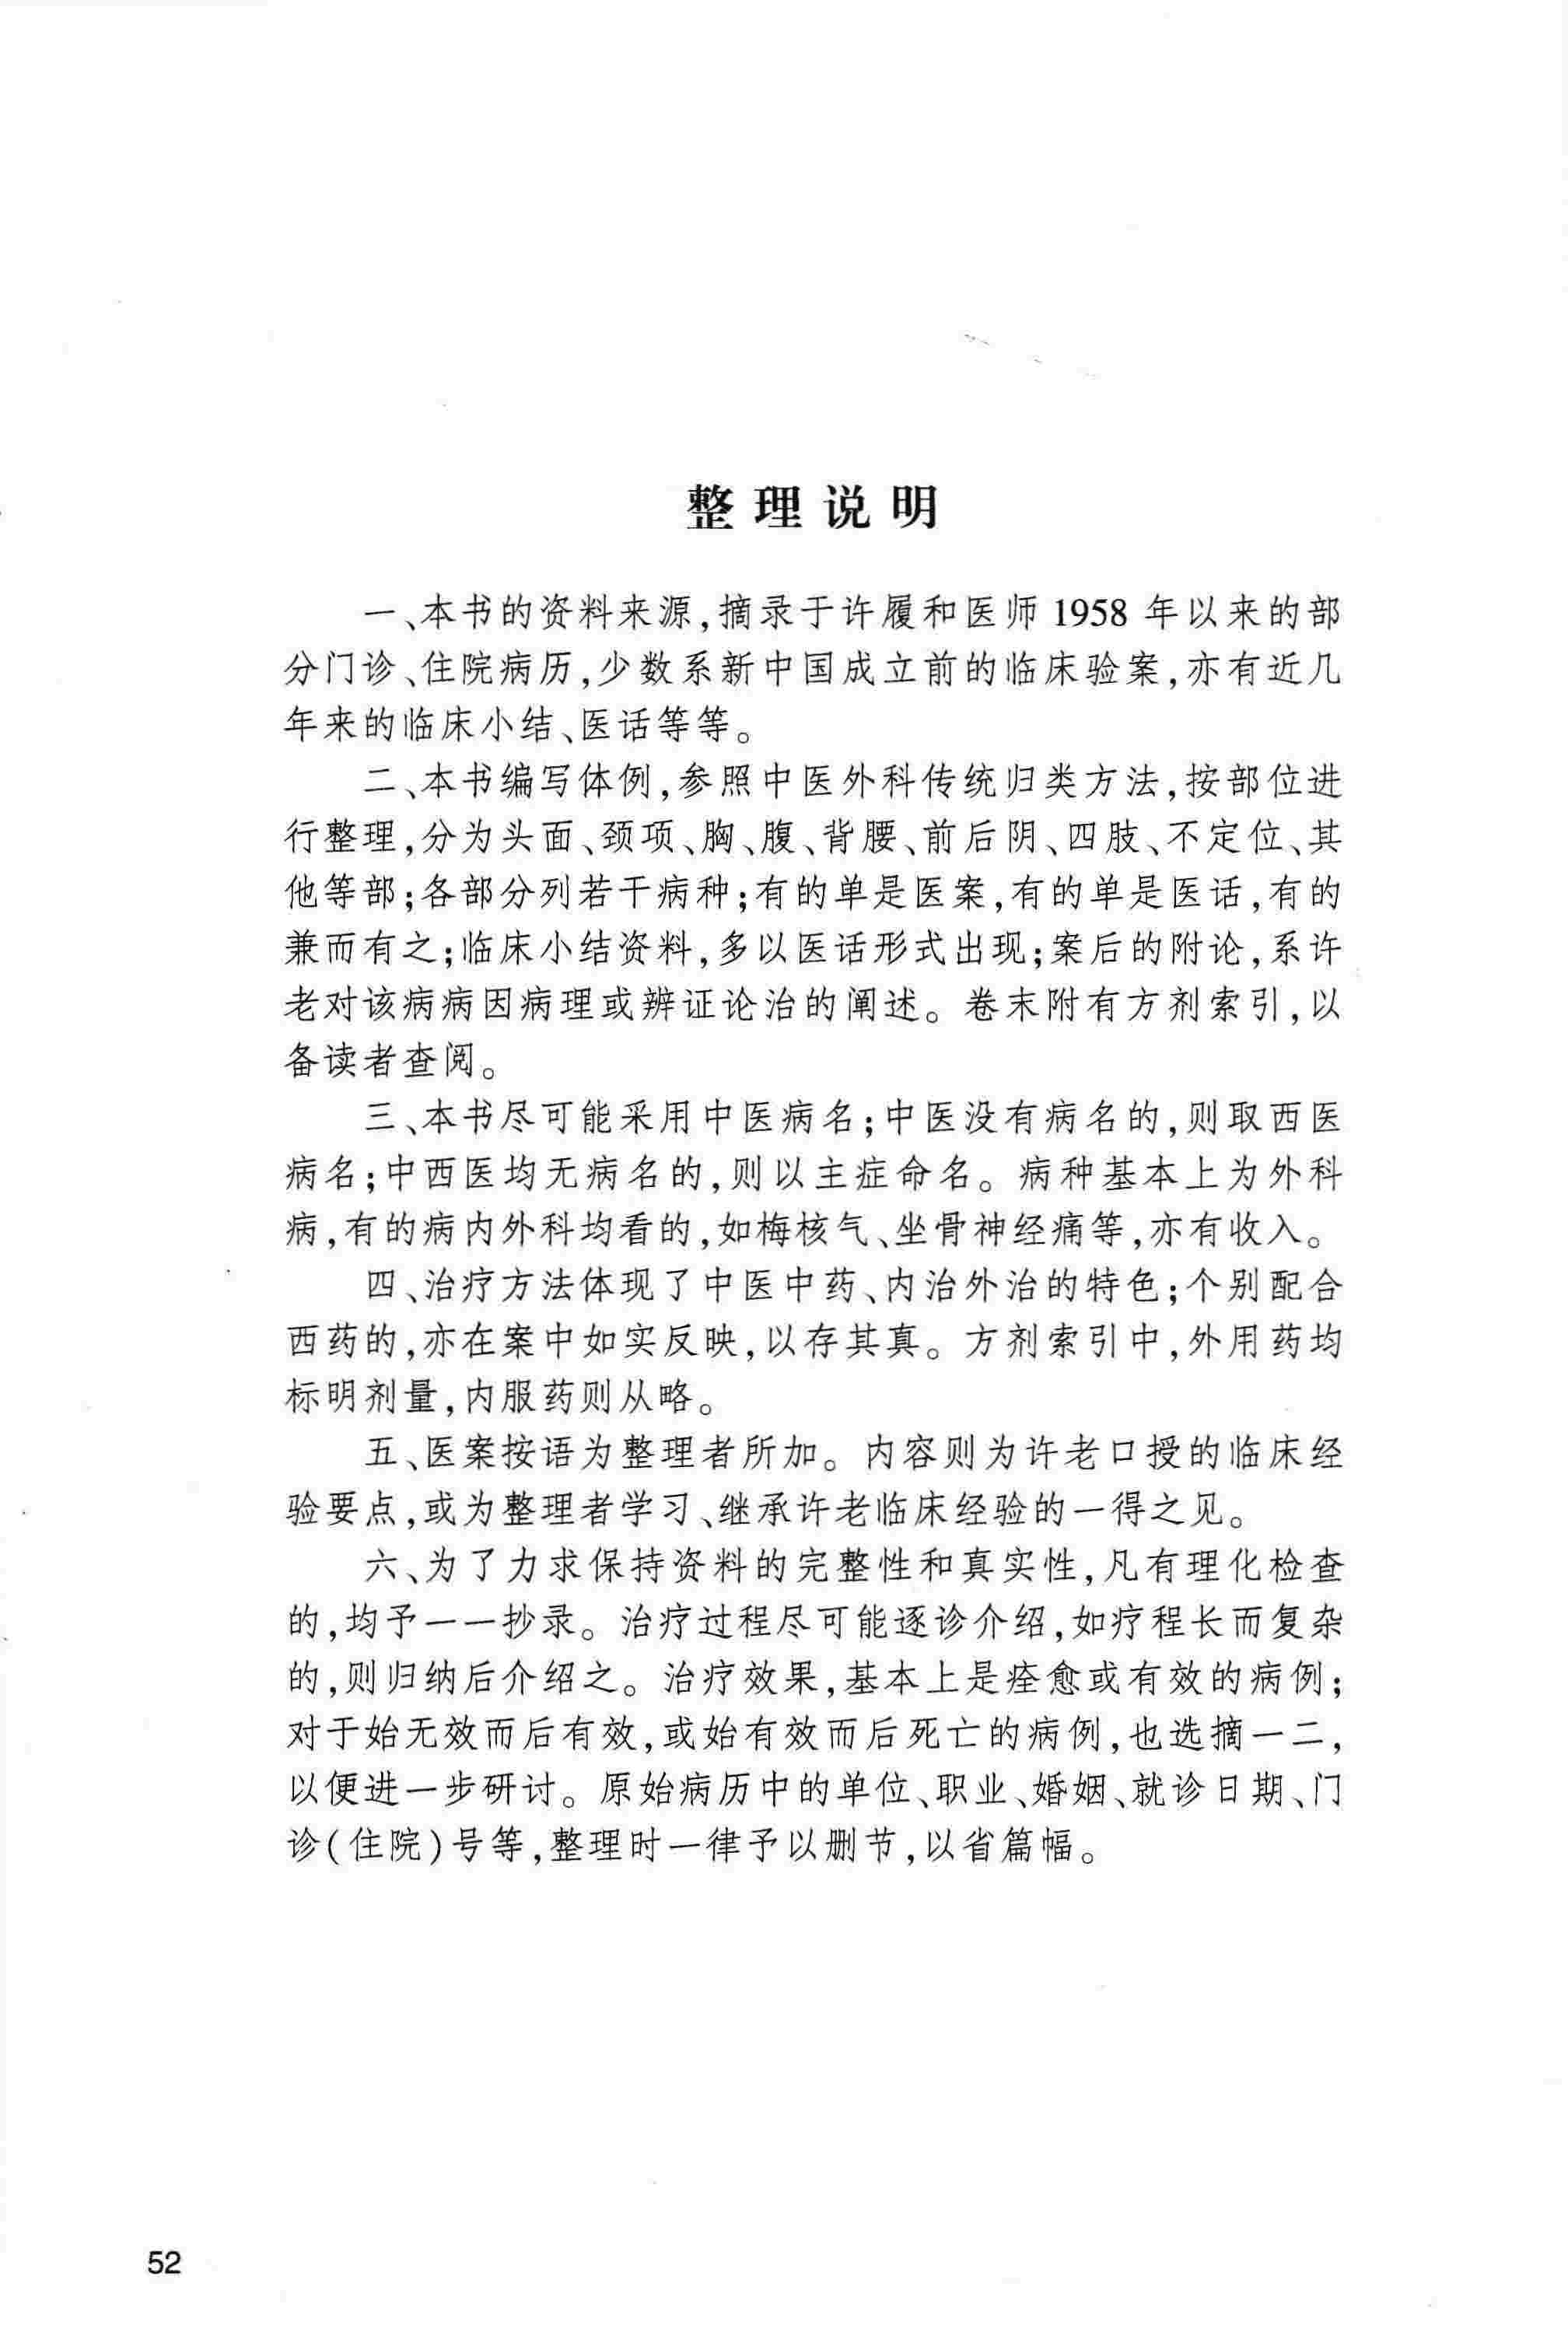 整理说明
一、本书的资料来源,摘录于许履和医师1958年以来的部
分门诊、住院病历,少数系新中国成立前的临床验案,亦有近几
年来的临床小结、医话等等。
二、本书编写体例,参照中医外科传统归类方法,按部位进
行整理,分为头面、颈项、胸、腹、背腰、前后阴、四肢、不定位、其
他等部;各部分列若干病种;有的单是医案,有的单是医话,有的
兼而有之;临床小结资料,多以医话形式出现;案后的附论,系许
老对该病病因病理或辨证论治的阐述。卷末附有方剂索引,以
备读者查阅。
三、本书尽可能采用中医病名;中医没有病名的,则取西医
病名;中西医均无病名的,则以主症命名。病种基本上为外科
病,有的病内外科均看的,如梅核气、坐骨神经痛等,亦有收入。
四、治疗方法体现了中医中药、内治外治的特色;个别配合
西药的,亦在案中如实反映,以存其真。方剂索引中,外用药均
标明剂量,内服药则从略。
五、医案按语为整理者所加。内容则为许老口授的临床经
验要点,或为整理者学习、继承许老临床经验的一得之见。
六、为了力求保持资料的完整性和真实性,凡有理化检查
的,均予一一抄录。治疗过程尽可能逐诊介绍,如疗程长而复杂
的,则归纳后介绍之。治疗效果,基本上是痊愈或有效的病例;
对于始无效而后有效,或始有效而后死亡的病例,也选摘一二,
以便进一步研讨。原始病历中的单位、职业、婚姻、就诊日期、门
诊(住院)号等,整理时一律予以删节,以省篇幅。
52